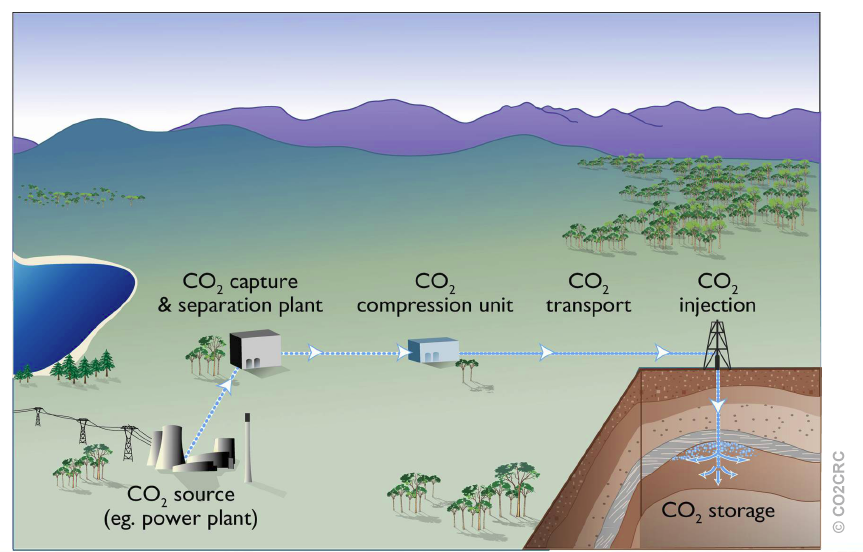 CO₂ capture
& separation plant
CO₂
compression unit
CO₂
transport
CO₂
injection
CO₂ source
(eg. power plant)
CO₂ storage
© CO2CRC